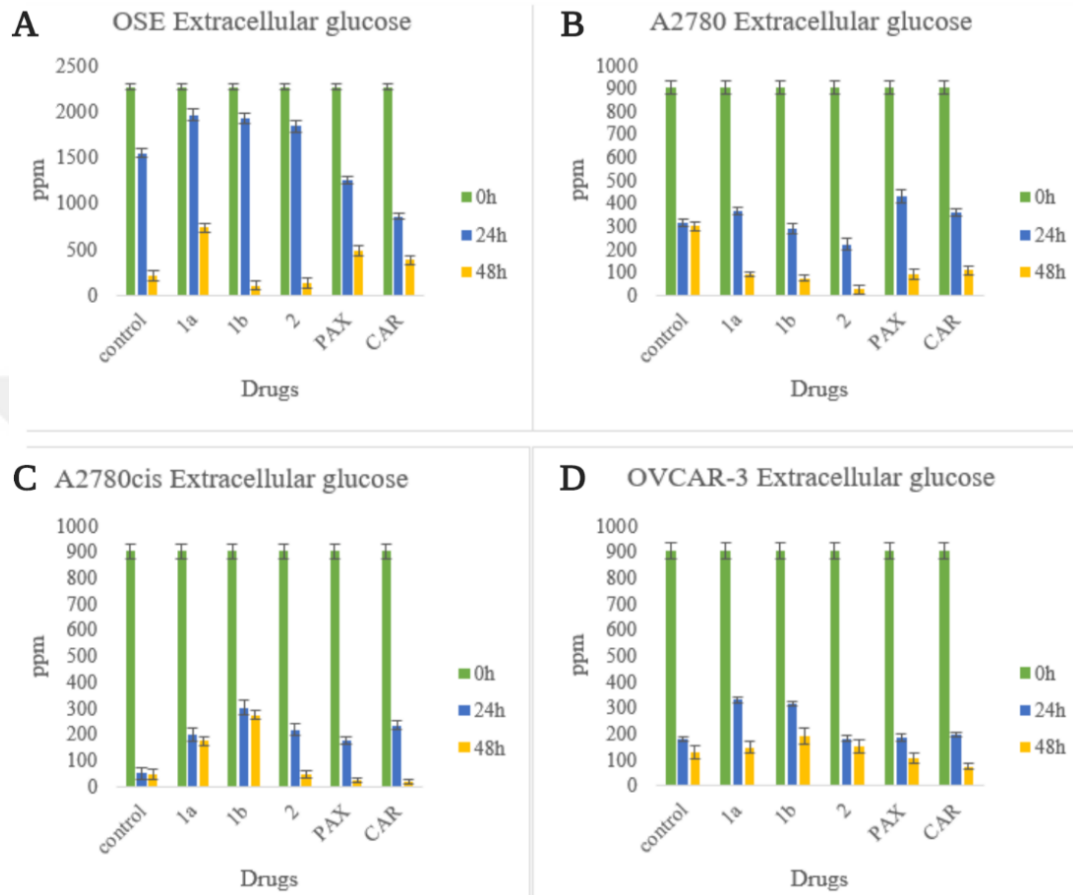 A
OSE Extracellular glucose
2500
2000
1500
1000
500
0
ppm
control
1a
1b
2
PAX
CAR
Drugs
0h
24h
48h
B
A2780 Extracellular glucose
1000
900
800
700
600
500
400
300
200
100
0
ppm
control
1a
1b
2
PAX
CAR
Drugs
0h
24h
48h
C
A2780cis Extracellular glucose
1000
900
800
700
600
500
400
300
200
100
0
ppm
control
1a
1b
2
PAX
CAR
Drugs
0h
24h
48h
D
OVCAR-3 Extracellular glucose
1000
900
800
700
600
500
400
300
200
100
0
ppm
control
1a
1b
2
PAX
CAR
Drugs
0h
24h
48h